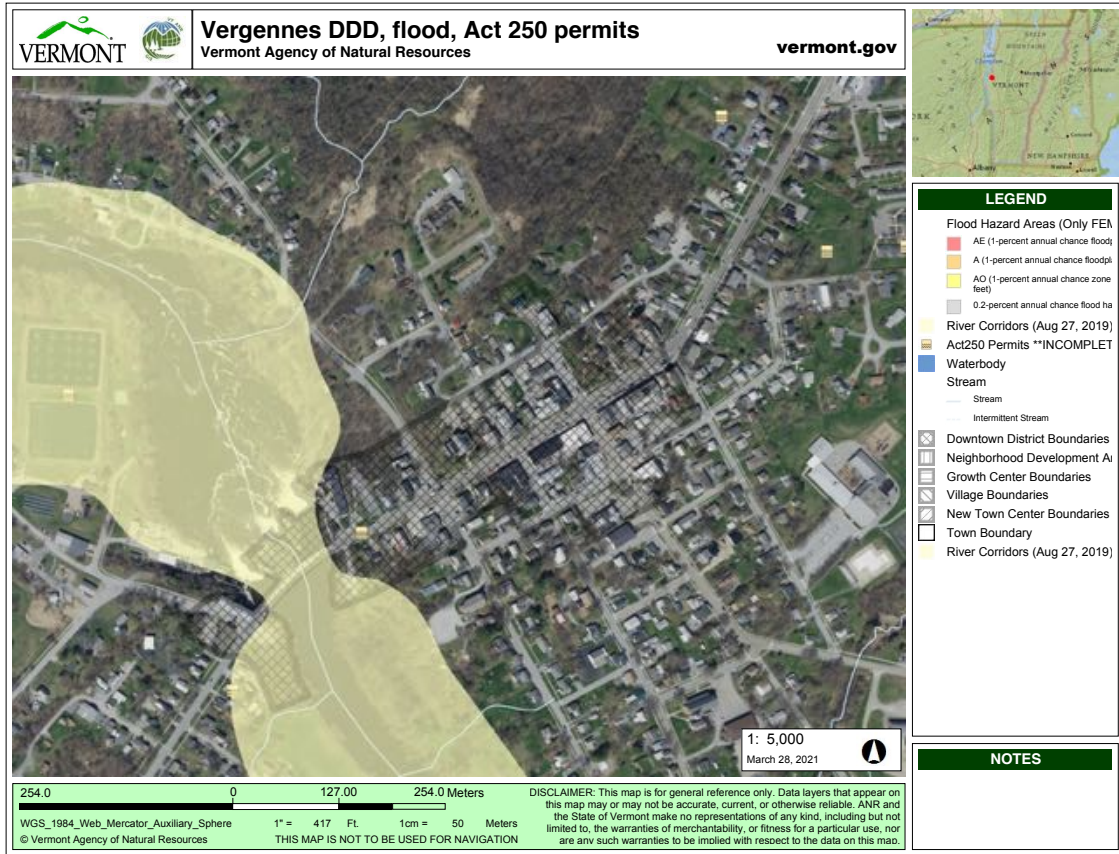 VERMONT
Vergennes DDD, flood, Act 250 permits
Vermont Agency of Natural Resources
vermont.gov
VERMONT
NEW HAMPSHIRE
Albany
LEGEND
Flood Hazard Areas (Only FEM
AE (1-percent annual chance floodp
A (1-percent annual chance floodpl
AO (1-percent annual chance zone
feet)
0.2-percent annual chance flood ha
River Corridors (Aug 27, 2019)
Act250 Permits **INCOMPLET
Waterbody
Stream
Stream
Intermittent Stream
Downtown District Boundaries
Neighborhood Development A
Growth Center Boundaries
Village Boundaries
New Town Center Boundaries
Town Boundary
River Corridors (Aug 27, 2019)
NOTES
1: 5,000
March 28, 2021
254.0 0 127.00 254.0 Meters
WGS_1984_Web_Mercator_Auxiliary_Sphere
1" = 417 Ft. 1cm = 50 Meters
© Vermont Agency of Natural Resources
THIS MAP IS NOT TO BE USED FOR NAVIGATION
DISCLAIMER: This map is for general reference only. Data layers that appear on
this map may or may not be accurate, current, or otherwise reliable. ANR and
the State of Vermont make no representations of any kind, including but not
limited to, the warranties of merchantability, or fitness for a particular use, nor
are any such warranties to be implied with respect to the data on this map.